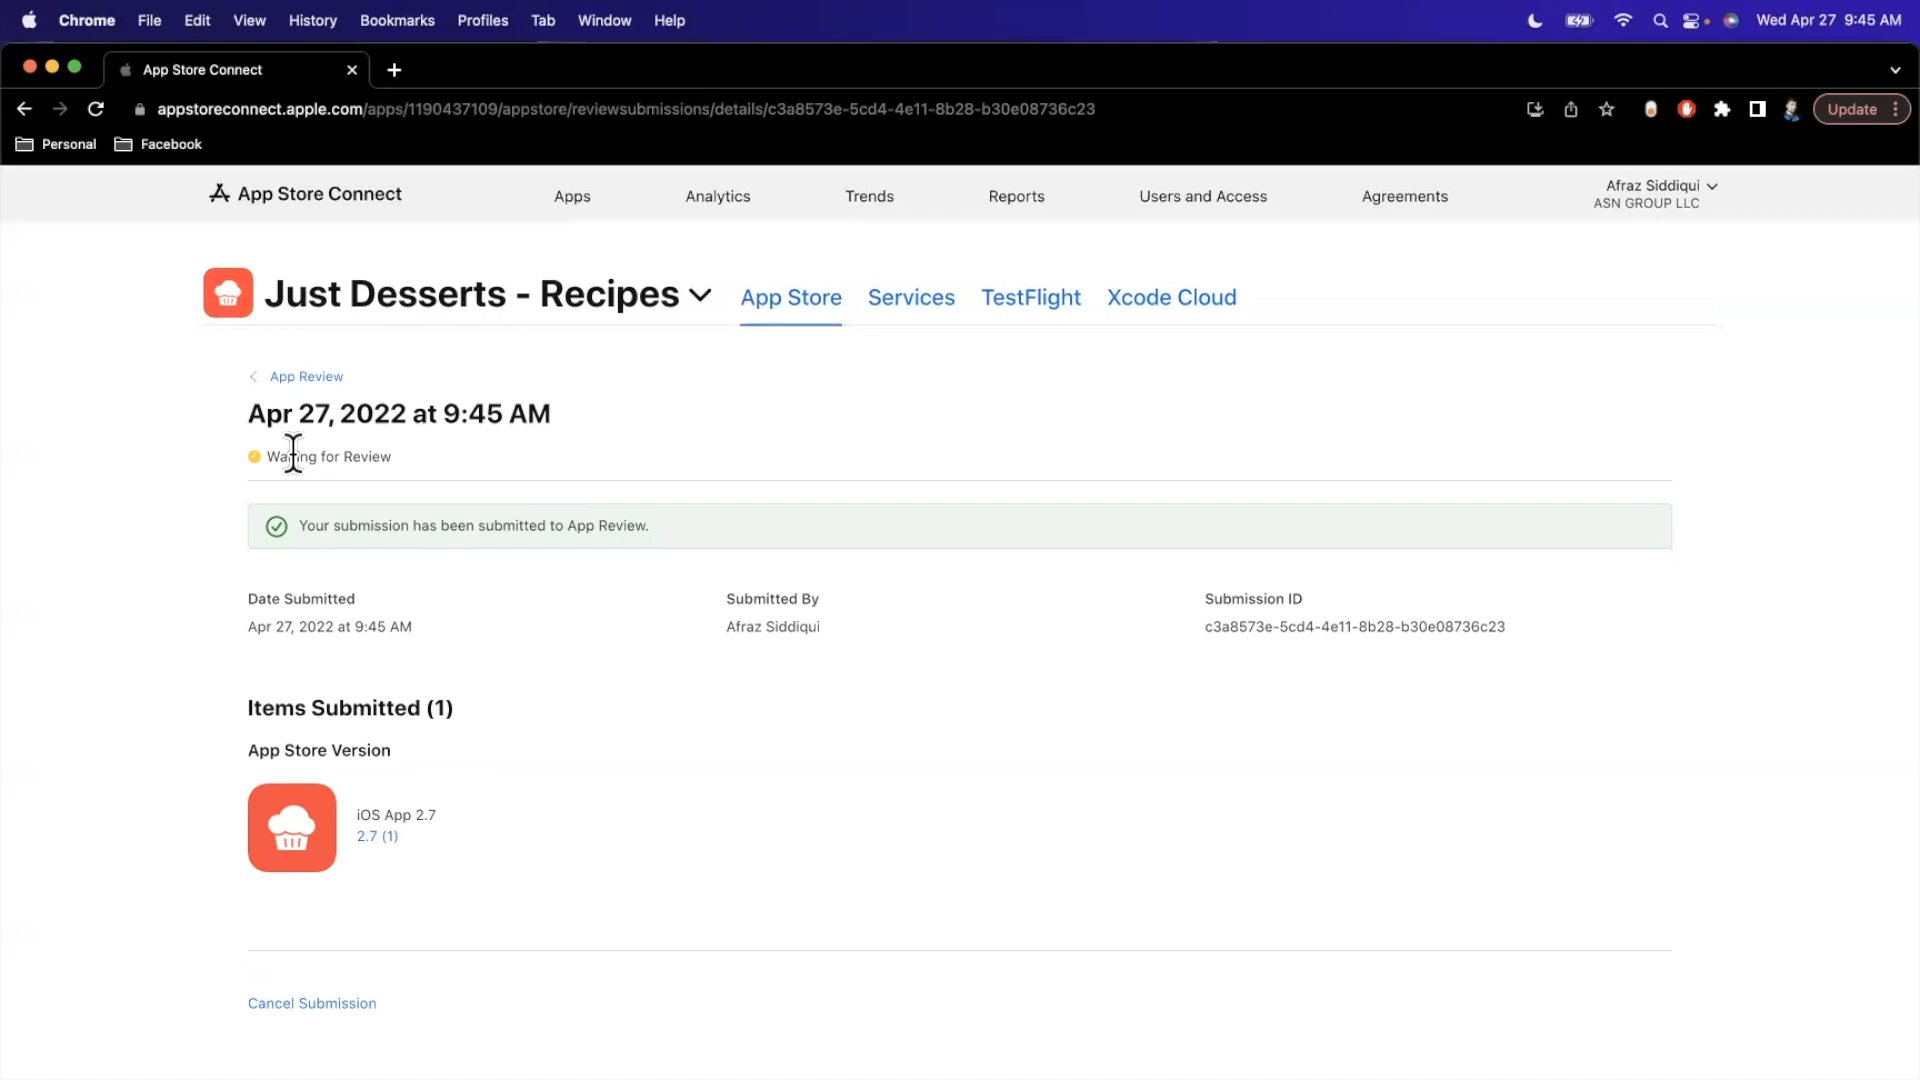 Chrome File Edit View History Bookmarks Profiles Tab Window Help Wed Apr 27 9:45 AM
App Store Connect
appstoreconnect.apple.com/apps/1190437109/appstore/reviewsubmissions/details/c3a8573e-5cd4-4e11-8b28-b30e08736c23 Update
Personal Facebook
App Store Connect Apps Analytics Trends Reports Users and Access Agreements Afraz Siddiqui
ASN GROUP LLC
Just Desserts - Recipes App Store Services TestFlight Xcode Cloud
App Review
Apr 27, 2022 at 9:45 AM
Waiting for Review
Your submission has been submitted to App Review.
Date Submitted Submitted By Submission ID
Apr 27, 2022 at 9:45 AM Afraz Siddiqui c3a8573e-5cd4-4e11-8b28-b30e08736c23
Items Submitted (1)
App Store Version
iOS App 2.7
2.7 (1)
Cancel Submission